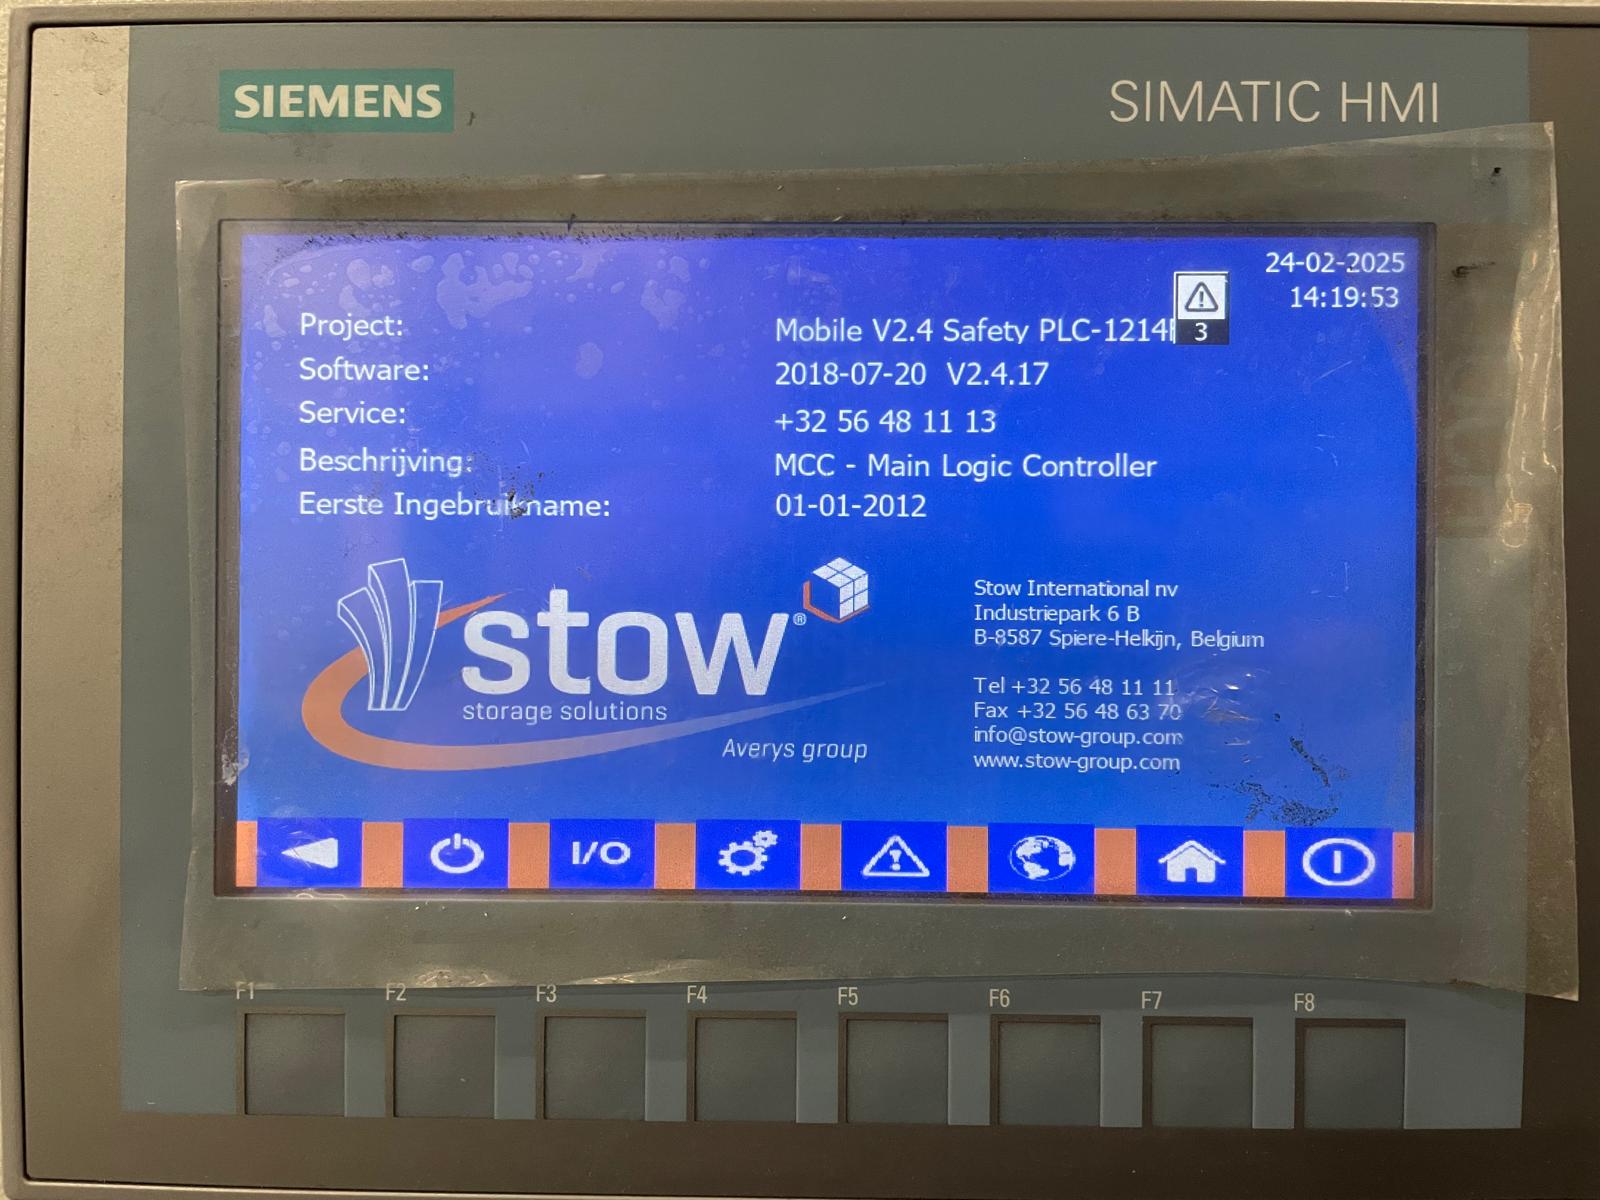 SIEMENS
SIMATIC HMI
24-02-2025
14:19:53
3
Project: Mobile V2.4 Safety PLC-1214
Software: 2018-07-20 V2.4.17
Service: +32 56 48 11 13
Beschrijving: MCC - Main Logic Controller
Eerste Ingebruikname: 01-01-2012
stow®
storage solutions
Averys group
Stow International nv
Industriepark 6 B
B-8587 Spiere-Helkijn, Belgium
Tel +32 56 48 11 11
Fax +32 56 48 63 70
info@stow-group.com
www.stow-group.com
I/O
F1 F2 F3 F4 F5 F6 F7 F8